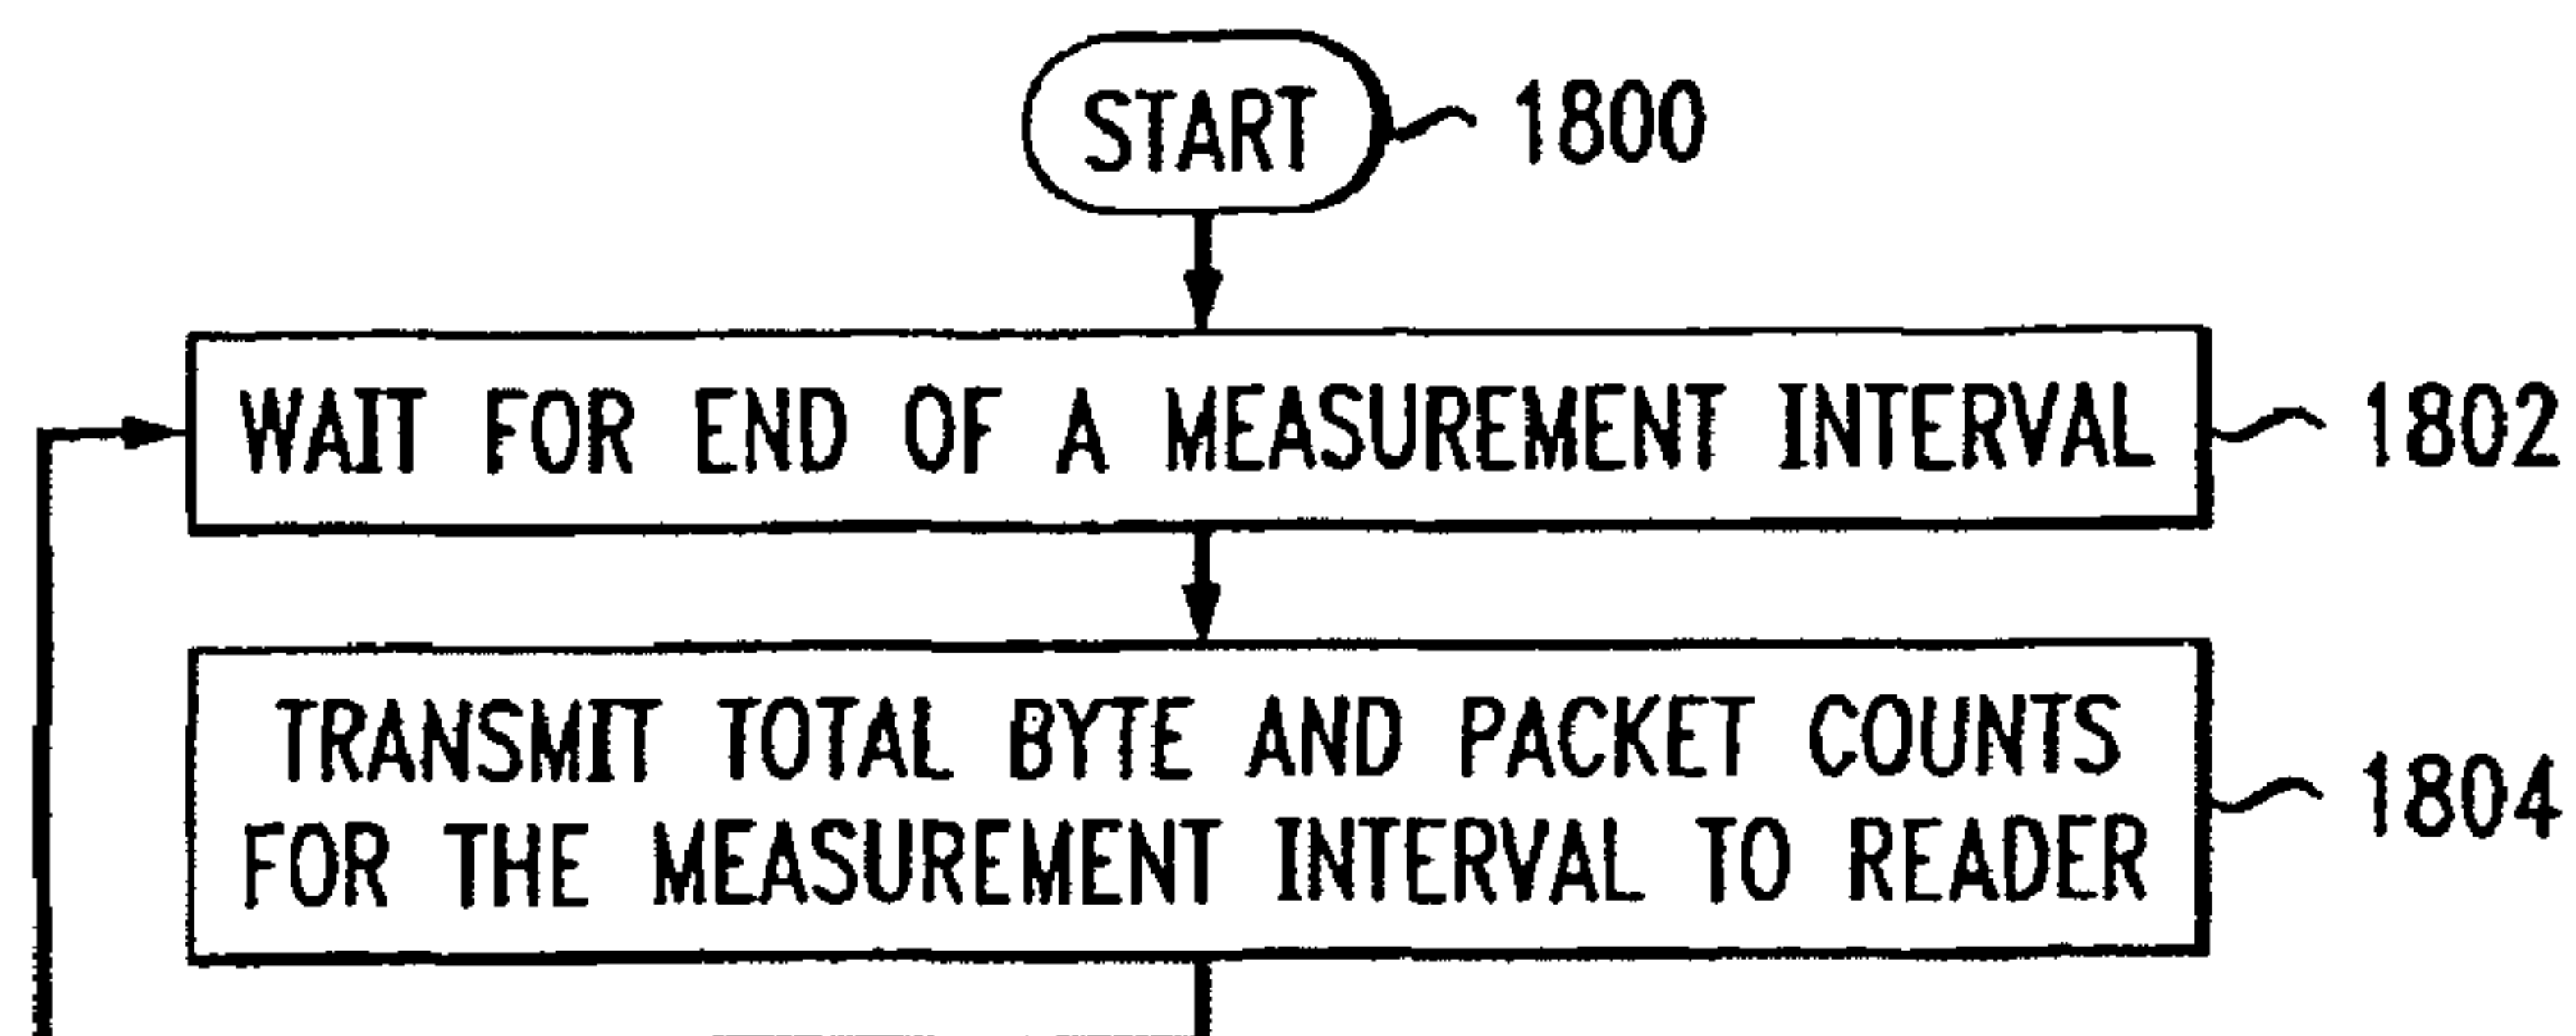 START 1800
WAIT FOR END OF A MEASUREMENT INTERVAL 1802
TRANSMIT TOTAL BYTE AND PACKET COUNTS
FOR THE MEASUREMENT INTERVAL TO READER
1804